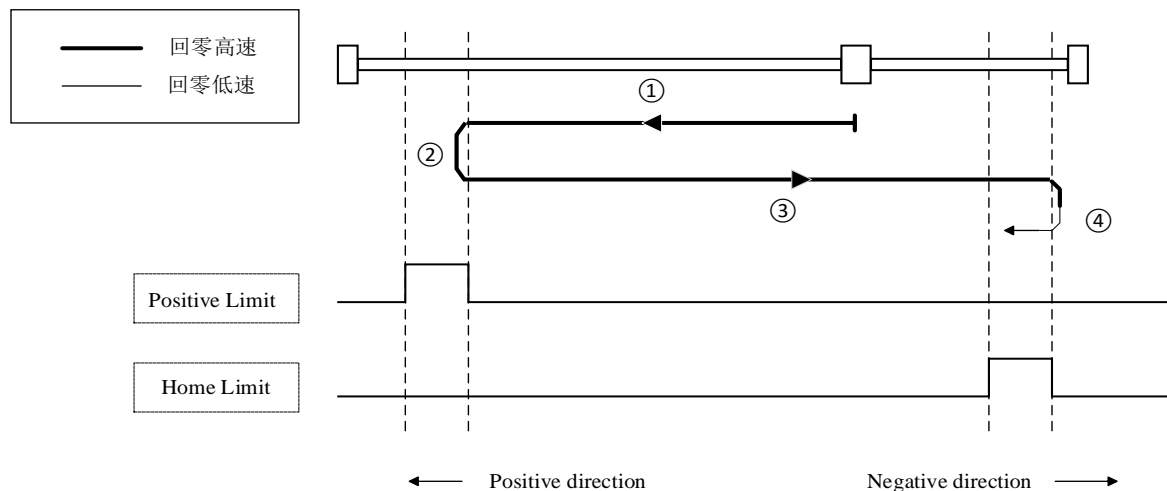 回零高速
回零低速
①
②
③
④
Positive Limit
Home Limit
Positive direction
Negative direction